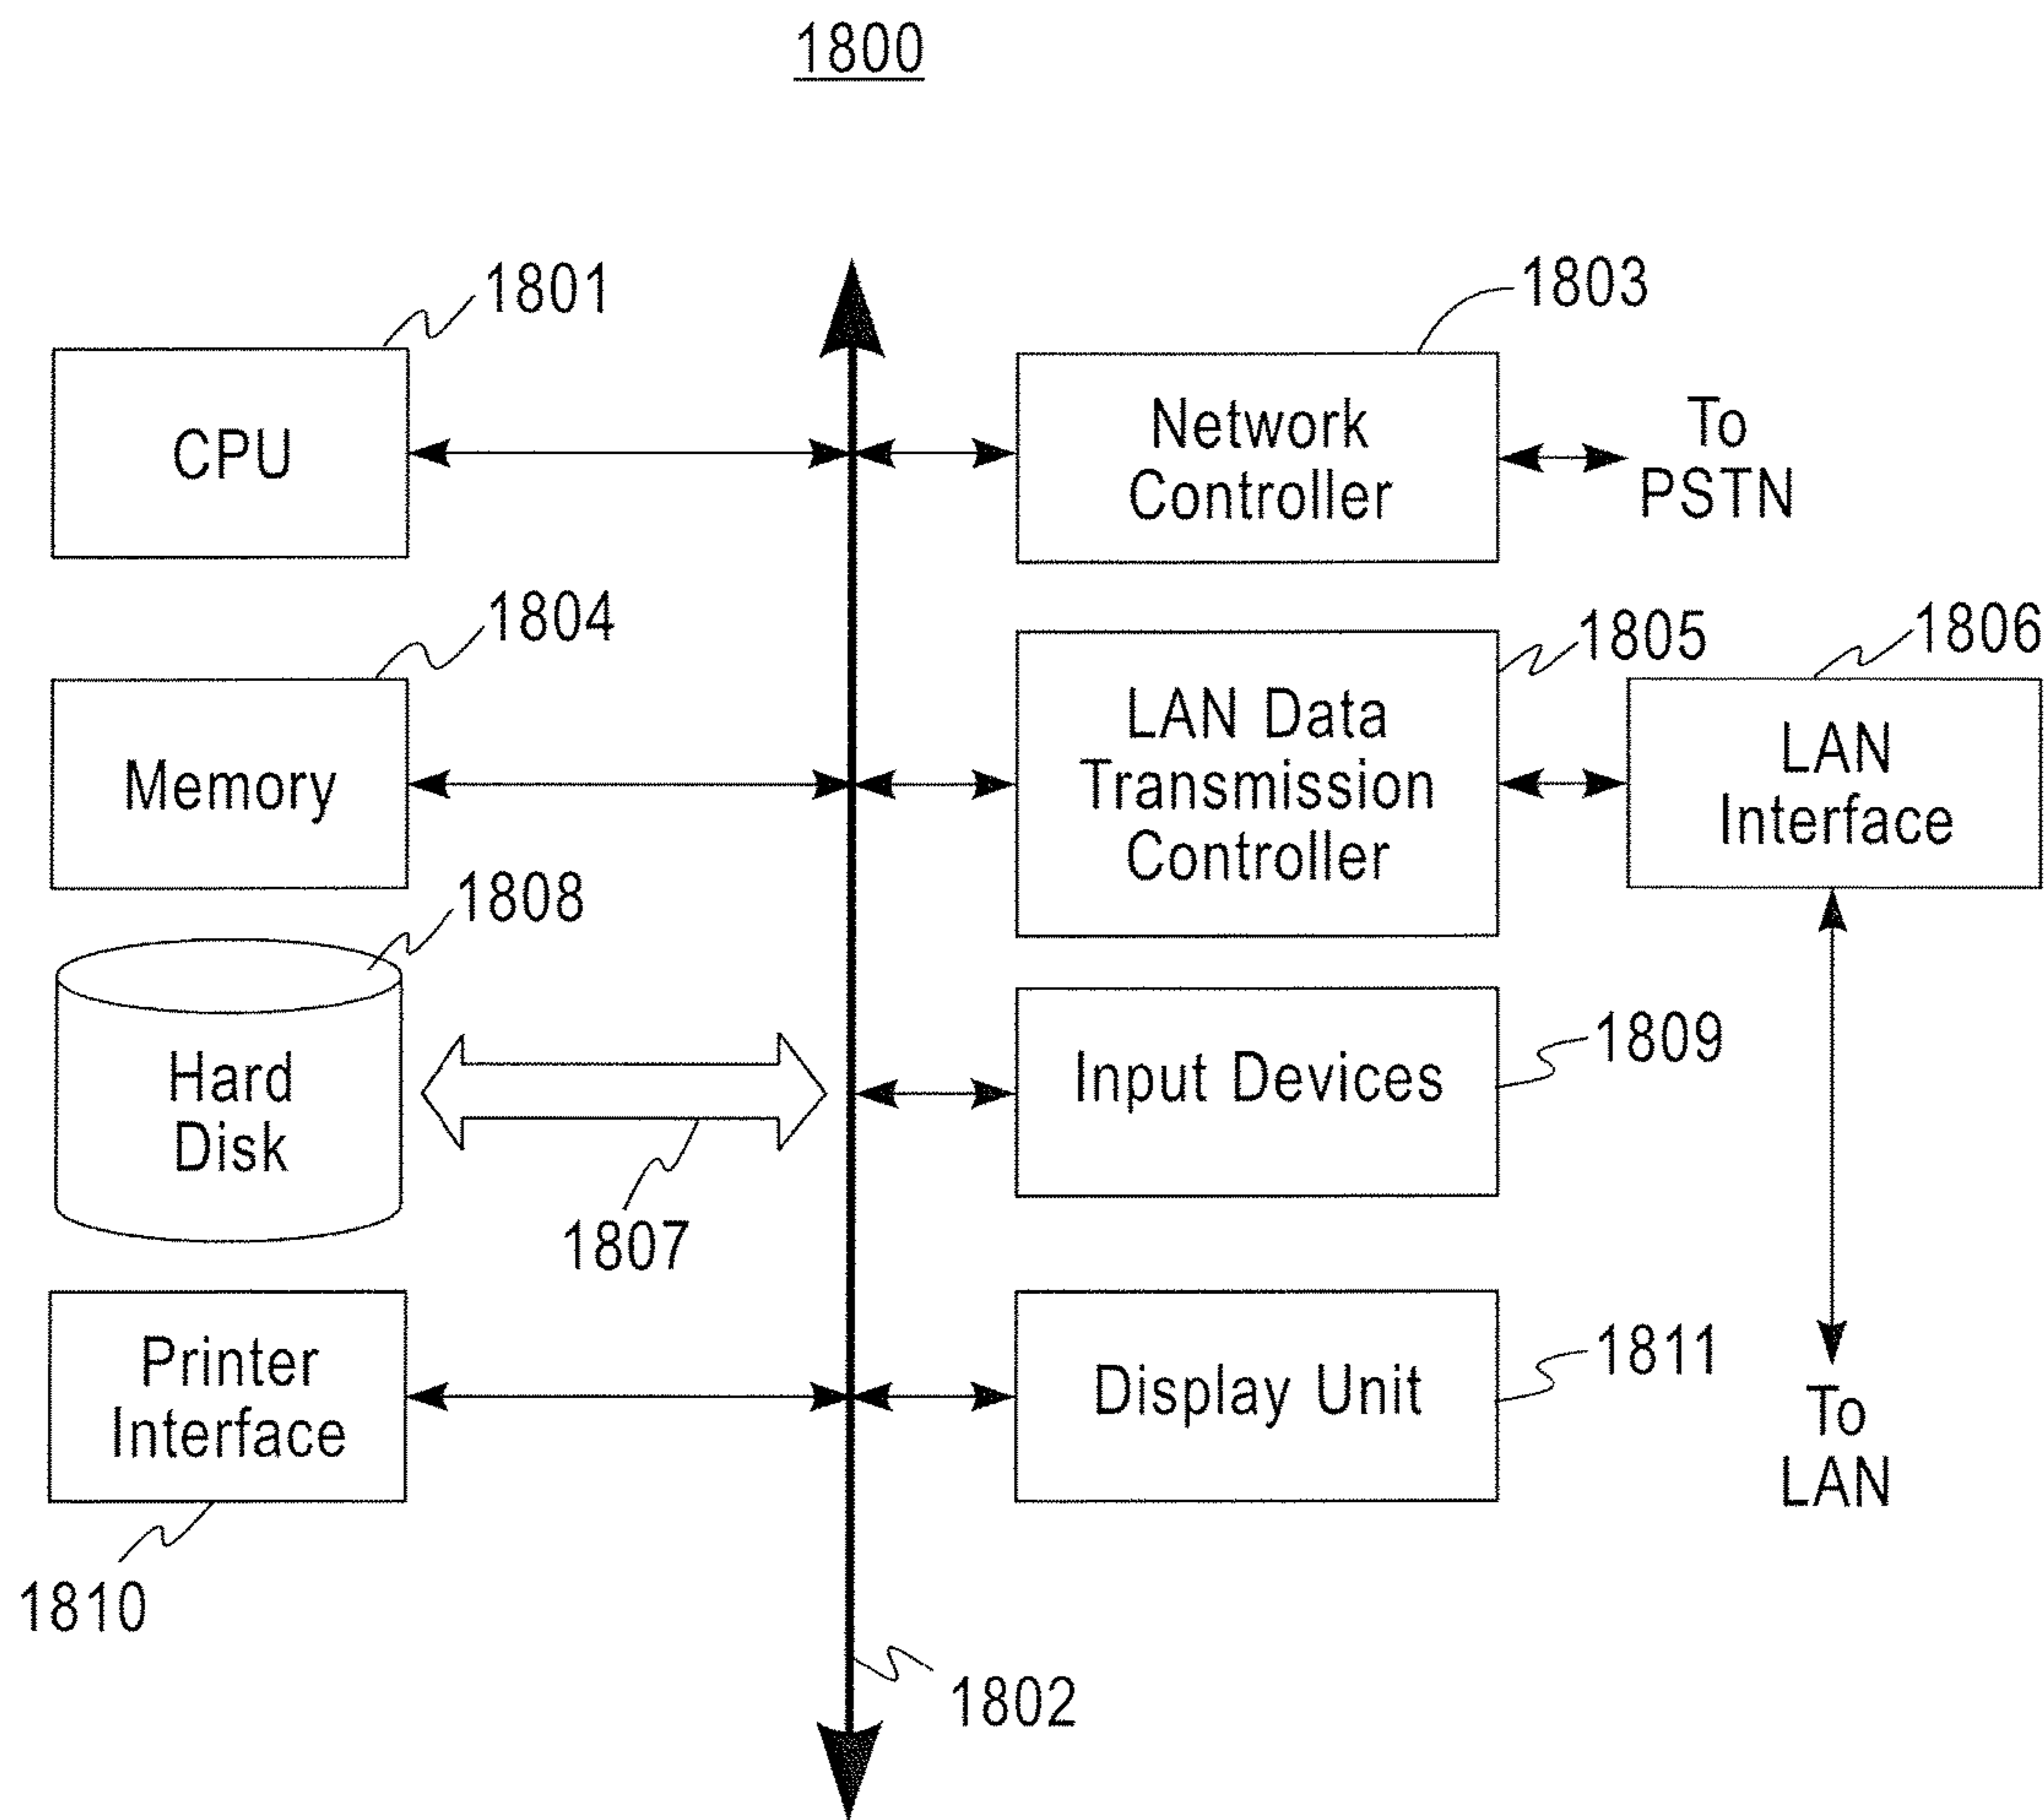 1800
1801
CPU
1803
Network
Controller
To
PSTN
1804
Memory
1805
LAN Data
Transmission
Controller
1806
LAN
Interface
1808
Hard
Disk
1807
1809
Input Devices
Printer
Interface
1810
1811
Display Unit
To
LAN
1802